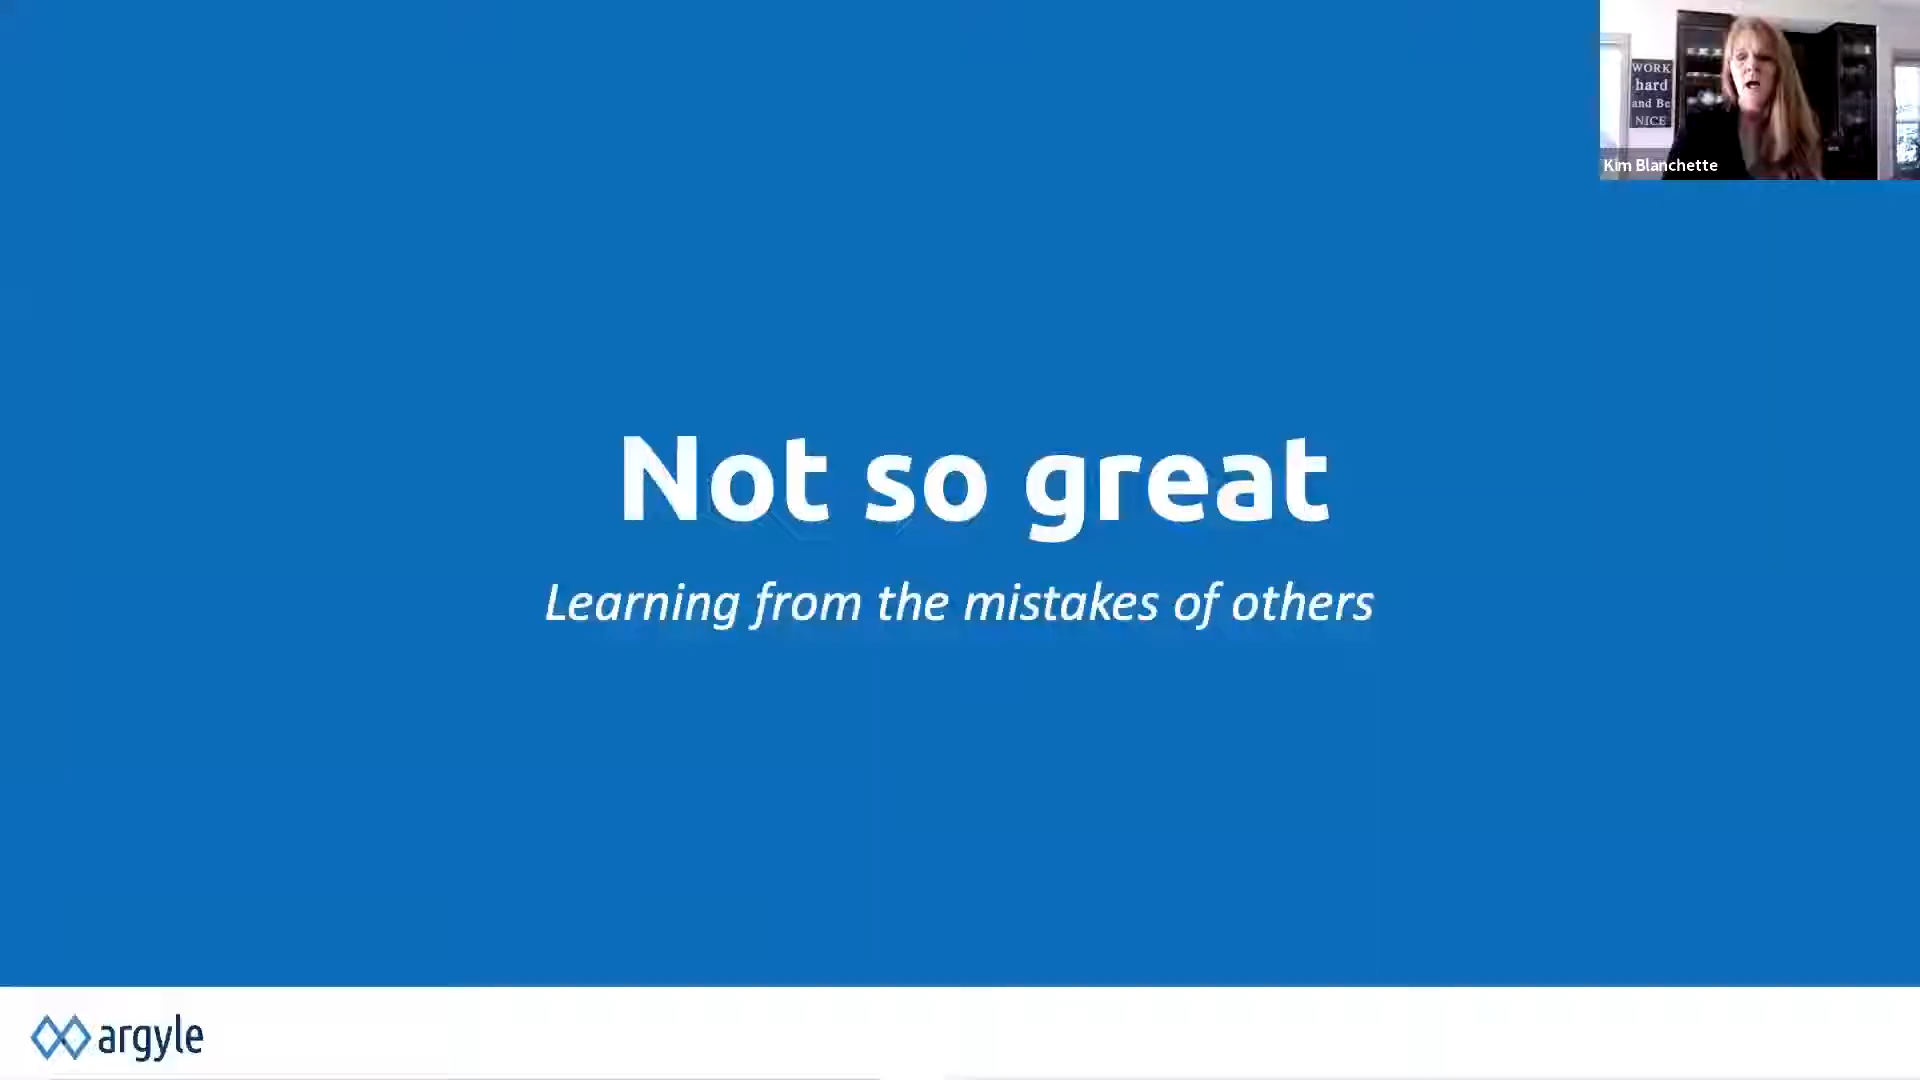 WORK
hard
and Be
NICE
Kim Blanchette
Not so great
Learning from the mistakes of others
argyle